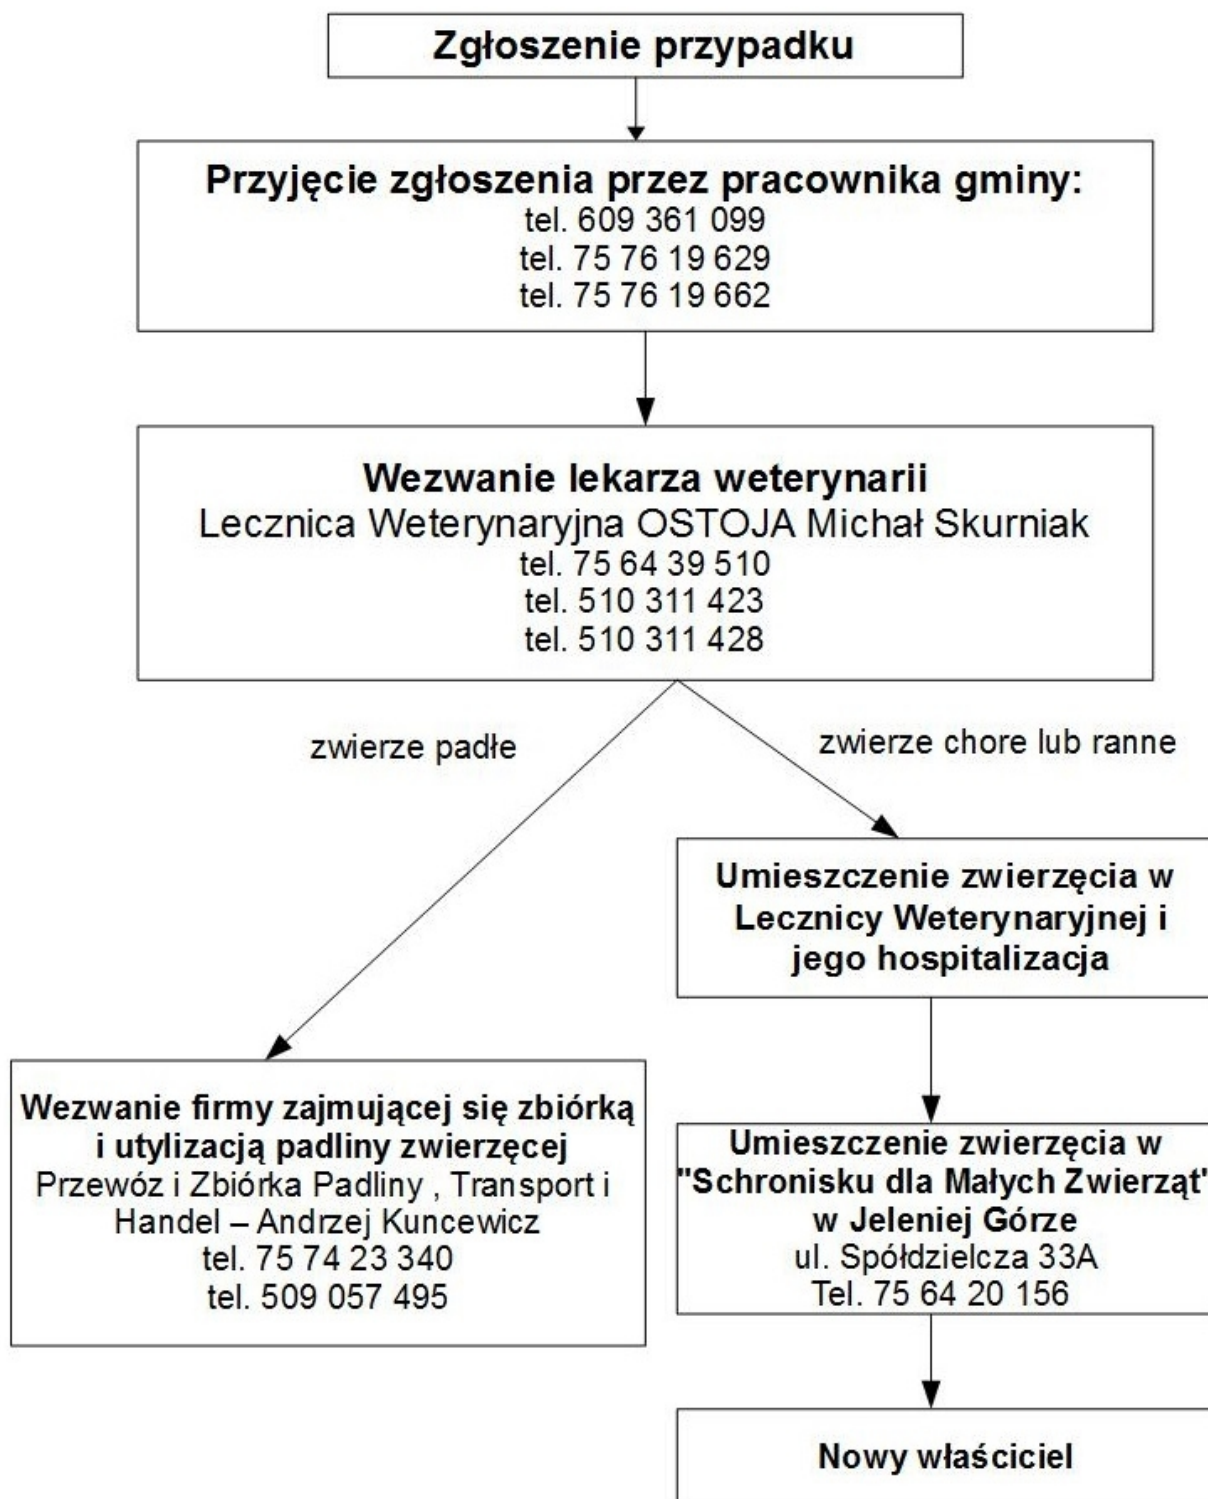 Zgłoszenie przypadku
Przyjęcie zgłoszenia przez pracownika gminy:
tel. 609 361 099
tel. 75 76 19 629
tel. 75 76 19 662
Wezwanie lekarza weterynarii
Lecznica Weterynaryjna OSTOJA Michał Skurniak
tel. 75 64 39 510
tel. 510 311 423
tel. 510 311 428
zwierze padłe
zwierze chore lub ranne
Umieszczenie zwierzęcia w
Lecznicy Weterynaryjnej i
jego hospitalizacja
Wezwanie firmy zajmującej się zbiórką
i utylizacją padliny zwierzęcej
Przewóz i Zbiórka Padliny , Transport i
Handel – Andrzej Kuncewicz
tel. 75 74 23 340
tel. 509 057 495
Umieszczenie zwierzęcia w
"Schronisku dla Małych Zwierząt"
w Jeleniej Górze
ul. Spółdzielcza 33A
Tel. 75 64 20 156
Nowy właściciel